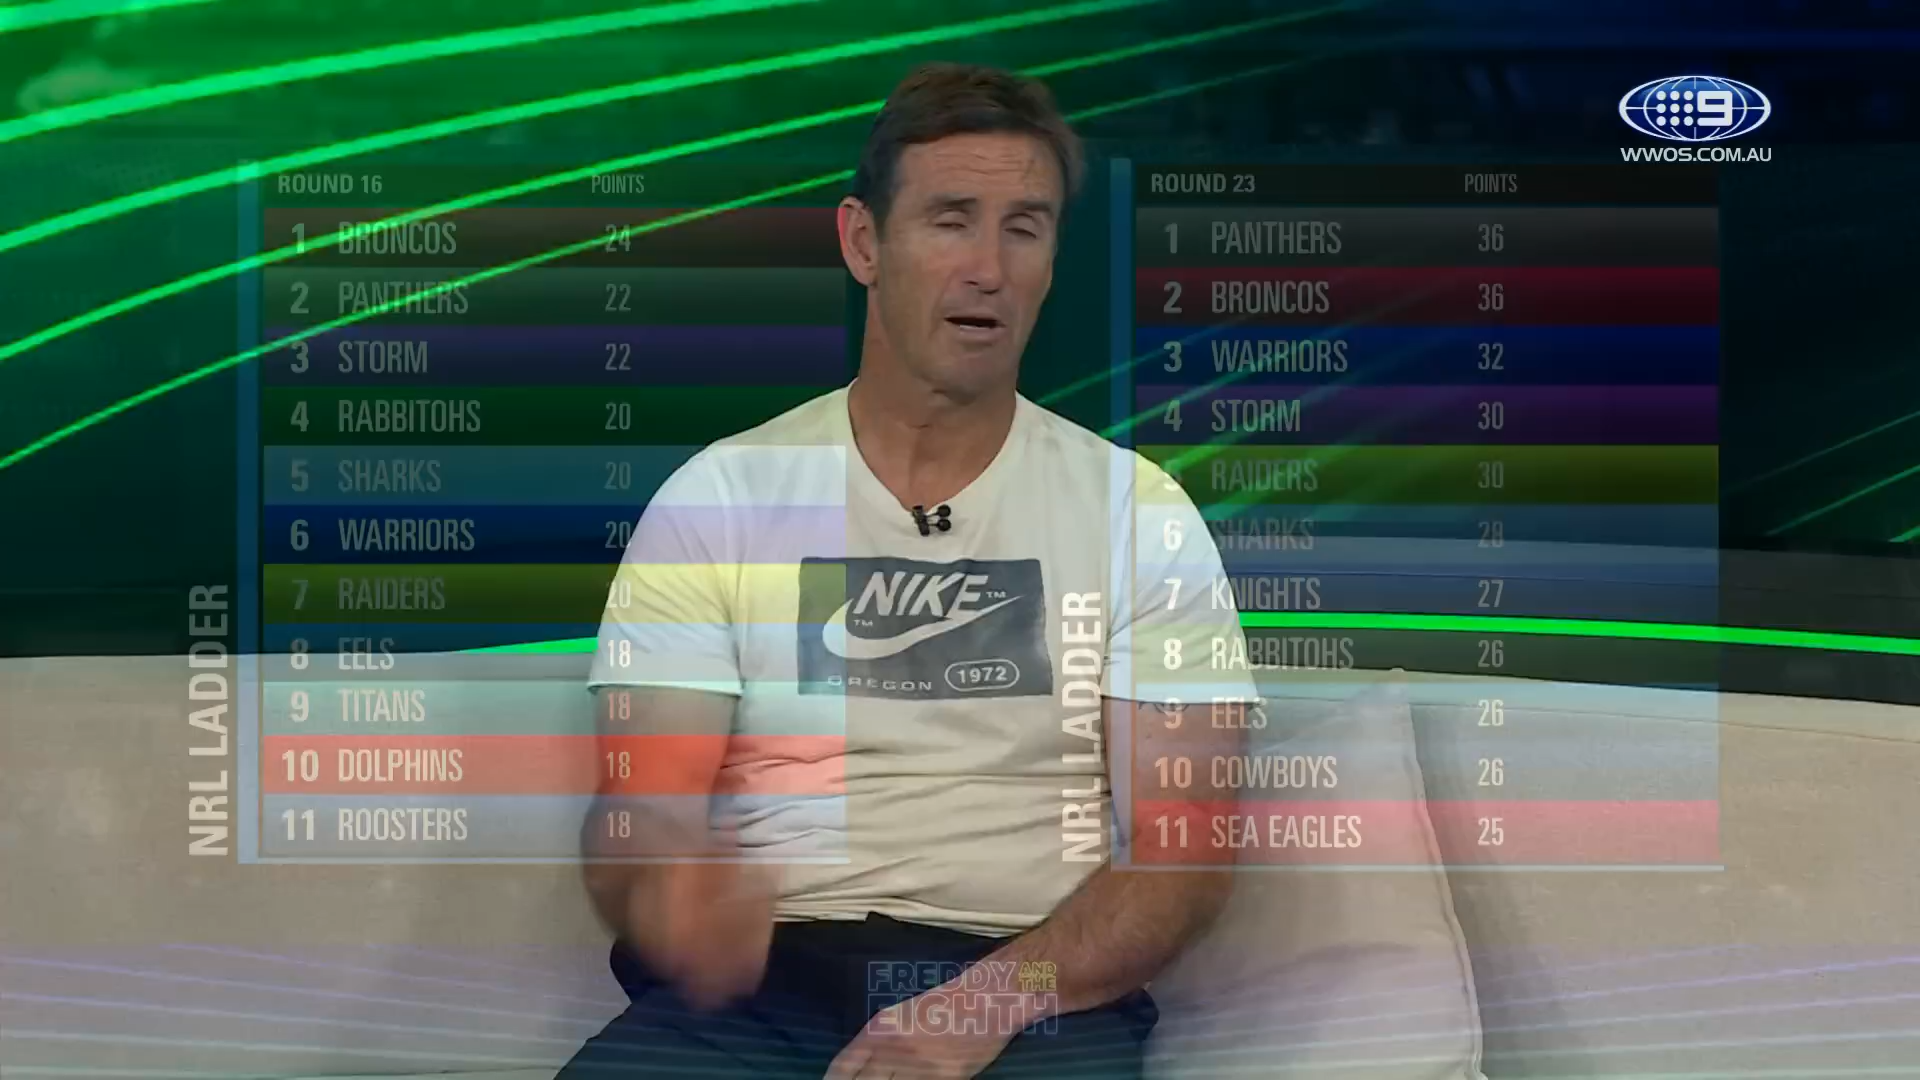 9
WWOS.COM.AU
NRL LADDER
ROUND 16 POINTS
1 BRONCOS 24
2 PANTHERS 22
3 STORM 22
4 RABBITOHS 20
5 SHARKS 20
6 WARRIORS 20
7 RAIDERS 20
8 EELS 18
9 TITANS 18
10 DOLPHINS 18
11 ROOSTERS 18
NRL LADDER
ROUND 23 POINTS
1 PANTHERS 36
2 BRONCOS 36
3 WARRIORS 32
4 STORM 30
5 RAIDERS 30
6 SHARKS 28
7 KNIGHTS 27
8 RABBITOHS 26
9 EELS 26
10 COWBOYS 26
11 SEA EAGLES 25
NIKE™
™
OREGON 1972
FREDDY AND THE
EIGHTH